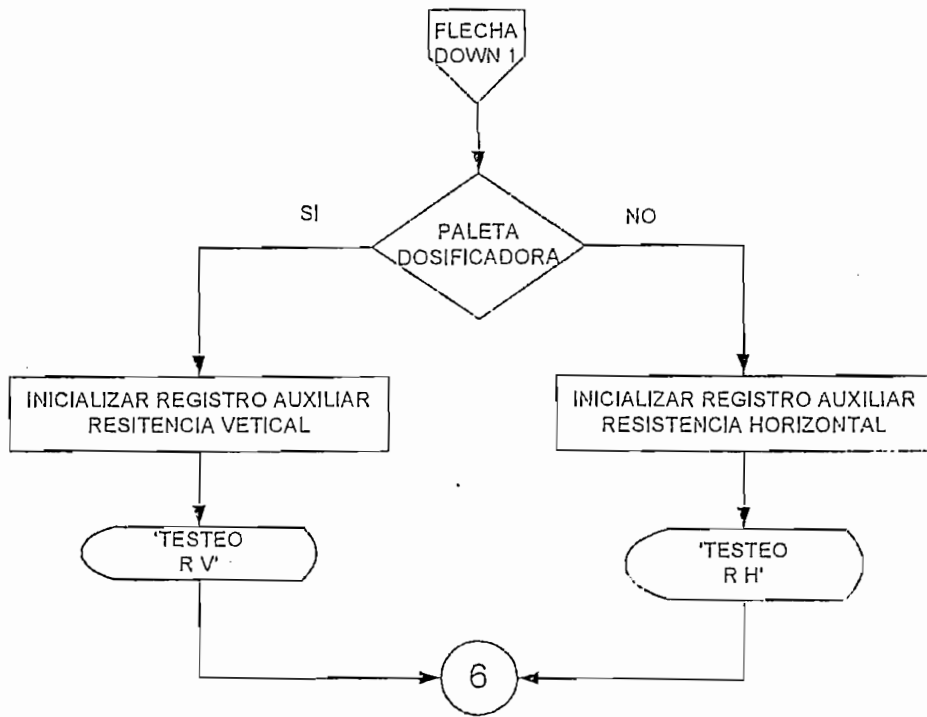 FLECHA
DOWN 1
SI
NO
PALETA
DOSIFICADORA
INICIALIZAR REGISTRO AUXILIAR
RESITENCIA VETICAL
INICIALIZAR REGISTRO AUXILIAR
RESISTENCIA HORIZONTAL
'TESTEO
R V'
'TESTEO
R H'
6